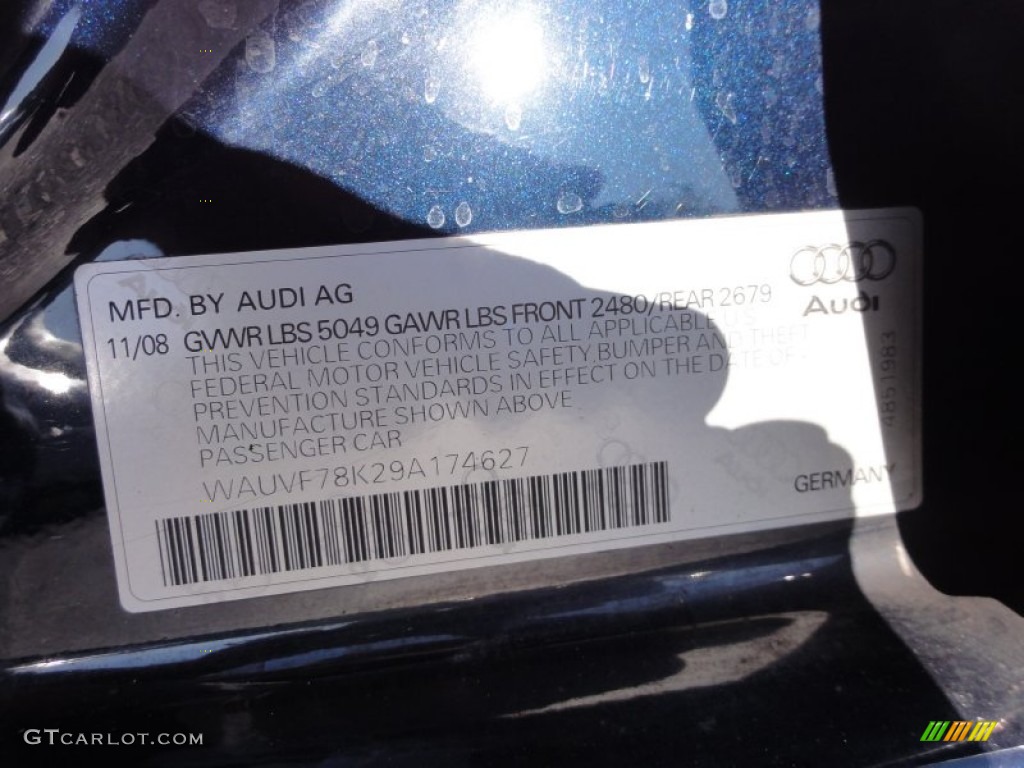 MFD. BY AUDI AG
11/08 GVWR LBS 5049 GAWR LBS FRONT 2480/REAR 2679
THIS VEHICLE CONFORMS TO ALL APPLICABLE US
FEDERAL MOTOR VEHICLE SAFETY, BUMPER AND THEFT
PREVENTION STANDARDS IN EFFECT ON THE DATE OF
MANUFACTURE SHOWN ABOVE
PASSENGER CAR
WAUVF78K29A174627
Audi
4851983
GERMANY
GTCARLOT.COM